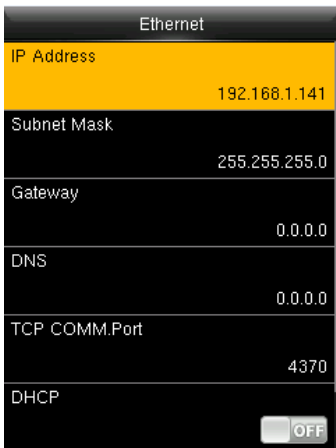 Ethernet
IP Address
192.168.1.141
Subnet Mask
255.255.255.0
Gateway
0.0.0.0
DNS
0.0.0.0
TCP COMM.Port
4370
DHCP
OFF